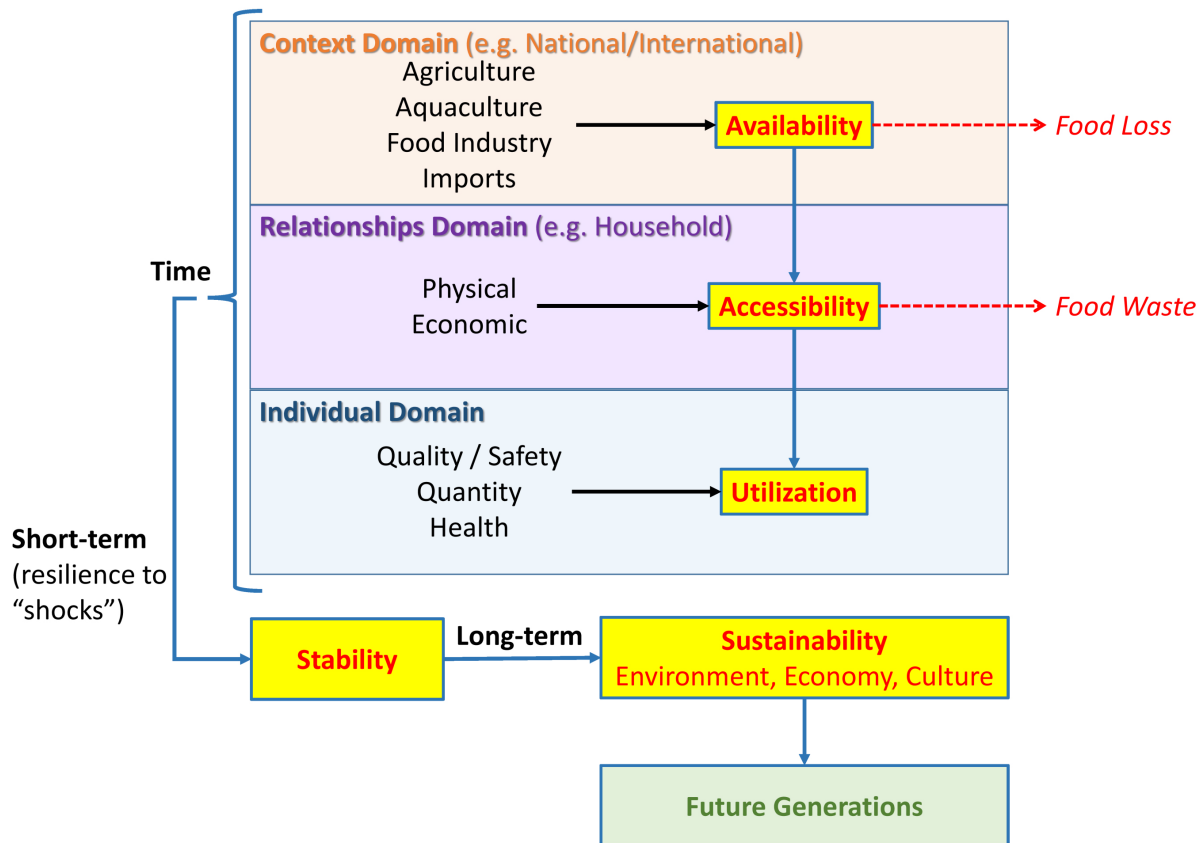 Context Domain (e.g. National/International)
Agriculture
Aquaculture
Food Industry
Imports
Availability
Food Loss
Relationships Domain (e.g. Household)
Time
Physical
Economic
Accessibility
Food Waste
Individual Domain
Quality / Safety
Quantity
Health
Utilization
Short-term
(resilience to
“shocks”)
Stability
Long-term
Sustainability
Environment, Economy, Culture
Future Generations